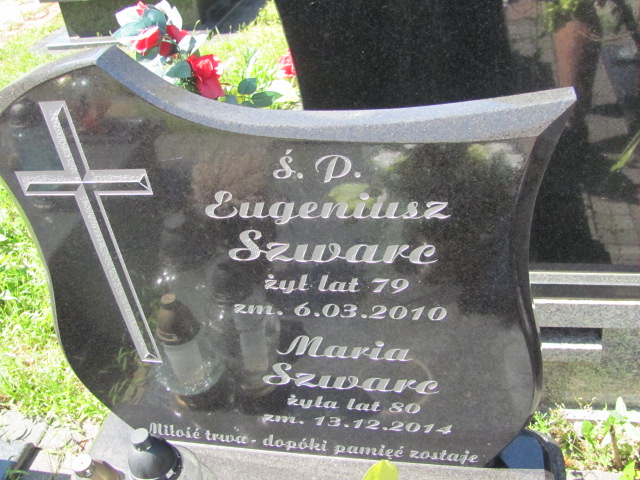 Ś. P.
Eugeniusz
Szwarc
żył lat 79
zm. 6.03.2010
Maria
Szwarc
żyła lat 80
zm. 13.12.2014
Miłość trwa - dopóki pamięć zostaje